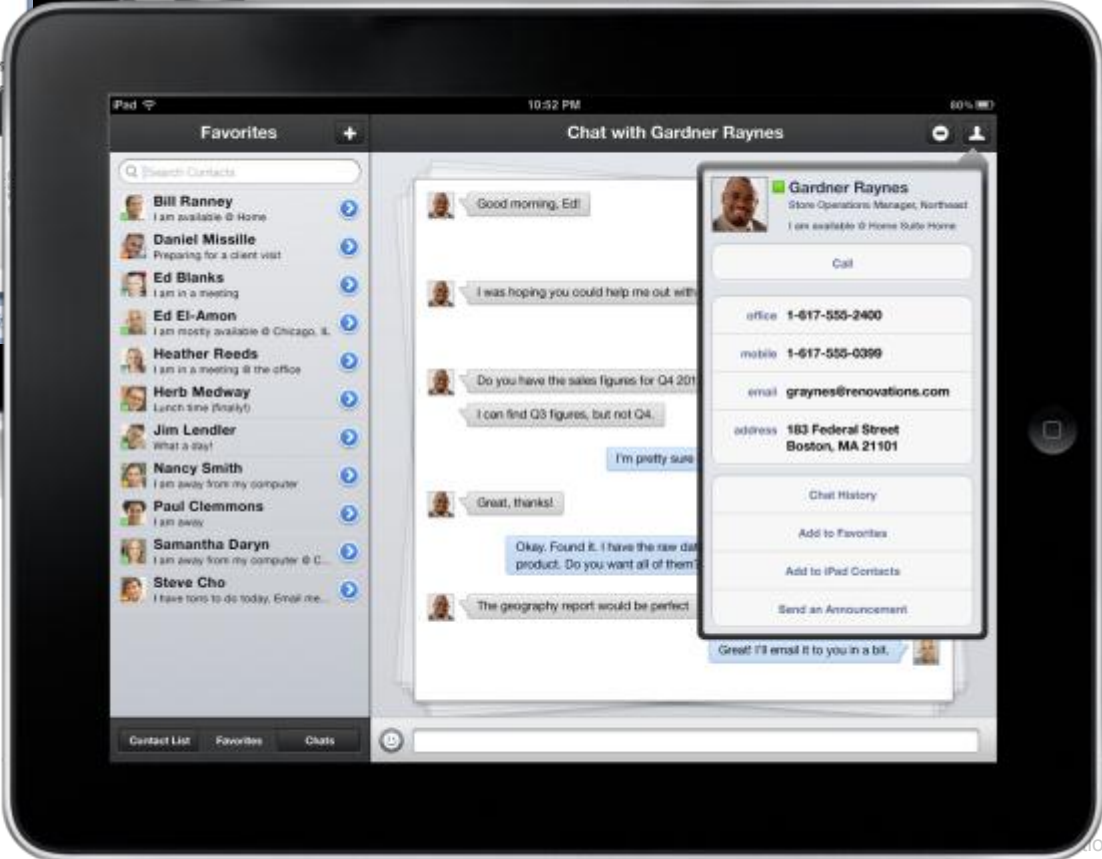 iPad
10:52 PM
80%
Favorites
+
Chat with Gardner Raynes
Search Contacts
Bill Ranney
I am available @ Home
Daniel Missille
Preparing for a client visit
Ed Blanks
I am in a meeting
Ed El-Amon
I am mostly available @ Chicago, IL
Heather Reeds
I am in a meeting @ the office
Herb Medway
Lunch time (finally!)
Jim Lendler
What a day!
Nancy Smith
I am away from my computer
Paul Clemmons
I am away
Samantha Daryn
I am away from my computer @ C...
Steve Cho
I have tons to do today. Email me...
Contact List
Favorites
Chats
Good morning, Ed!
I was hoping you could help me out with
Do you have the sales figures for Q4 201
I can find Q3 figures, but not Q4.
I'm pretty sure
Great, thanks!
Okay. Found it. I have the raw dat
product. Do you want all of them?
The geography report would be perfect
Great! I'll email it to you in a bit.
Gardner Raynes
Store Operations Manager, Northeast
I am available @ Home Suite Home
Call
office 1-617-555-2400
mobile 1-617-555-0399
email graynes@renovations.com
address 183 Federal Street
Boston, MA 21101
Chat History
Add to Favorites
Add to iPad Contacts
Send an Announcement